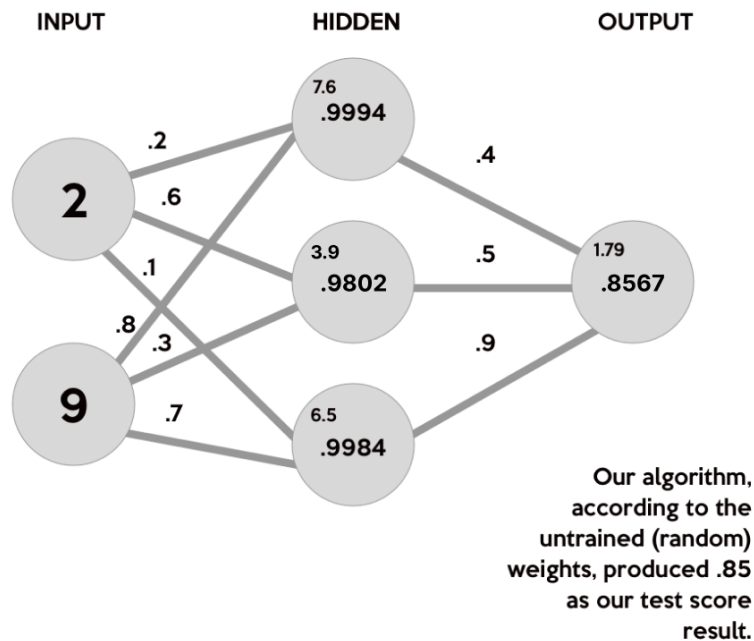 INPUT
HIDDEN
OUTPUT
7.6
.9994
.2
.4
2
.6
3.9
.9802
.5
1.79
.8567
.1
.8
.3
.9
9
.7
6.5
.9984
Our algorithm,
according to the
untrained (random)
weights, produced .85
as our test score
result.